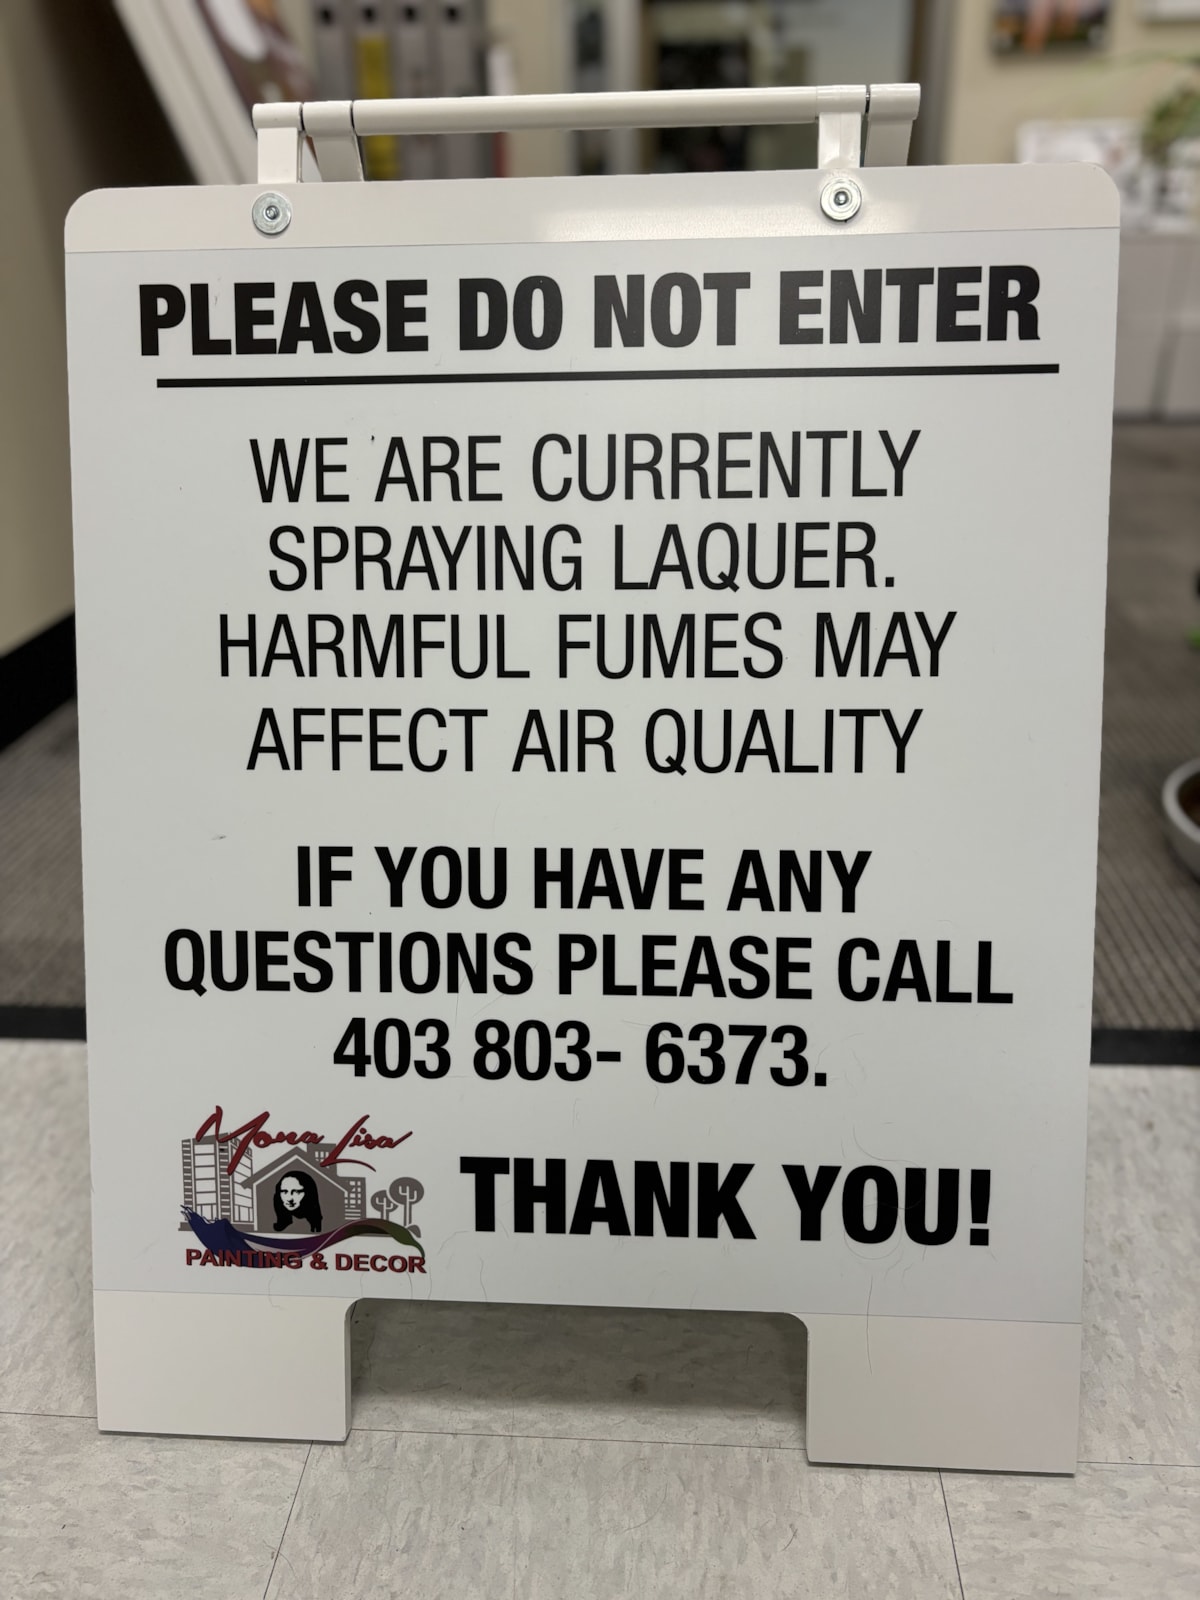 PLEASE DO NOT ENTER
WE ARE CURRENTLY
SPRAYING LAQUER.
HARMFUL FUMES MAY
AFFECT AIR QUALITY
IF YOU HAVE ANY
QUESTIONS PLEASE CALL
403 803- 6373.
Mona Lisa
PAINTING & DECOR
THANK YOU!